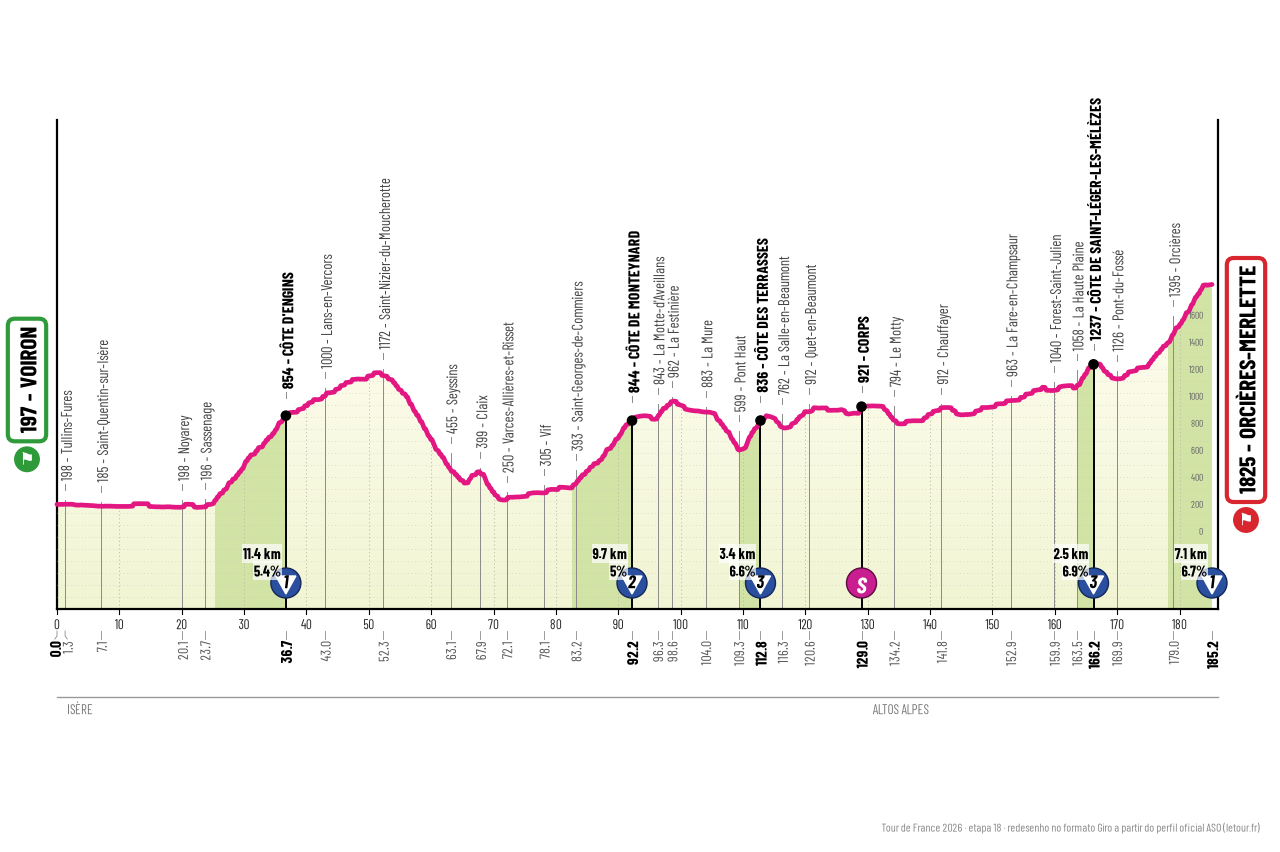 197 - VOIRON
198 - Tullins-Fures
185 - Saint-Quentin-sur-Isère
198 - Noyarey
196 - Sassenage
854 - CÔTE D'ENGINS
1000 - Lans-en-Vercors
1172 - Saint-Nizier-du-Moucherotte
455 - Seyssins
399 - Claix
250 - Varces-Allières-et-Risset
305 - Vif
393 - Saint-Georges-de-Commiers
844 - CÔTE DE MONTEYNARD
843 - La Motte-d'Aveillans
962 - La Festinière
883 - La Mure
599 - Pont Haut
836 - CÔTE DES TERRASSES
762 - La Salle-en-Beaumont
912 - Quet-en-Beaumont
921 - CORPS
794 - Le Motty
912 - Chauffayer
963 - La Fare-en-Champsaur
1040 - Forest-Saint-Julien
1058 - La Haute Plaine
1237 - CÔTE DE SAINT-LÉGER-LES-MÉLÈZES
1126 - Pont-du-Fossé
1395 - Orcières
1825 - ORCIÈRES-MERLETTE
1600
1400
1200
1000
800
600
400
200
0
11.4 km
5.4%
1
9.7 km
5%
2
3.4 km
6.6%
3
S
2.5 km
6.9%
3
7.1 km
6.7%
1
0 10 20 30 40 50 60 70 80 90 100 110 120 130 140 150 160 170 180
0.0 1.3 7.1 20.1 23.7 36.7 43.0 52.3 63.1 67.9 72.1 78.1 83.2 92.2 96.3 98.6 104.0 109.3 112.8 116.3 120.6 129.0 134.2 141.8 152.9 159.9 163.5 166.2 169.9 179.0 185.2
ISÈRE ALTOS ALPES
Tour de France 2026 · etapa 18 · redesenho no formato Giro a partir do perfil oficial ASO (letour.fr)